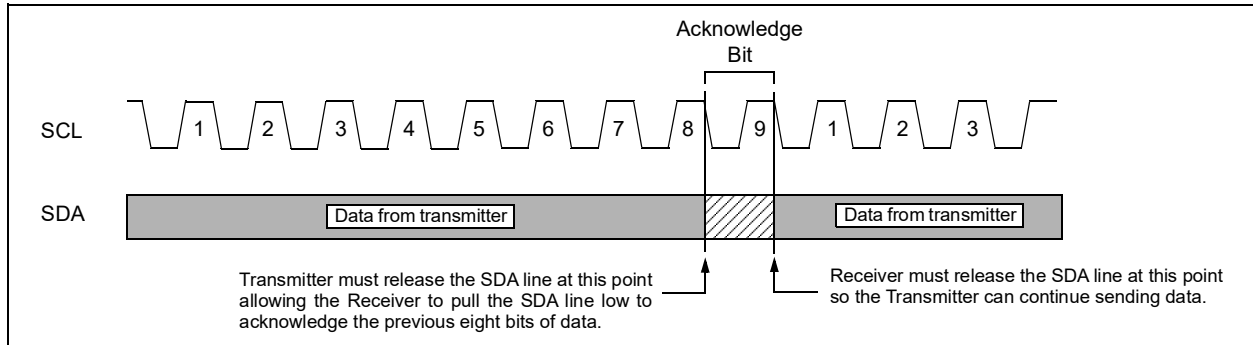 Acknowledge
Bit
SCL
1 2 3 4 5 6 7 8 9 1 2 3
SDA
Data from transmitter
Data from transmitter
Transmitter must release the SDA line at this point
allowing the Receiver to pull the SDA line low to
acknowledge the previous eight bits of data.
Receiver must release the SDA line at this point
so the Transmitter can continue sending data.